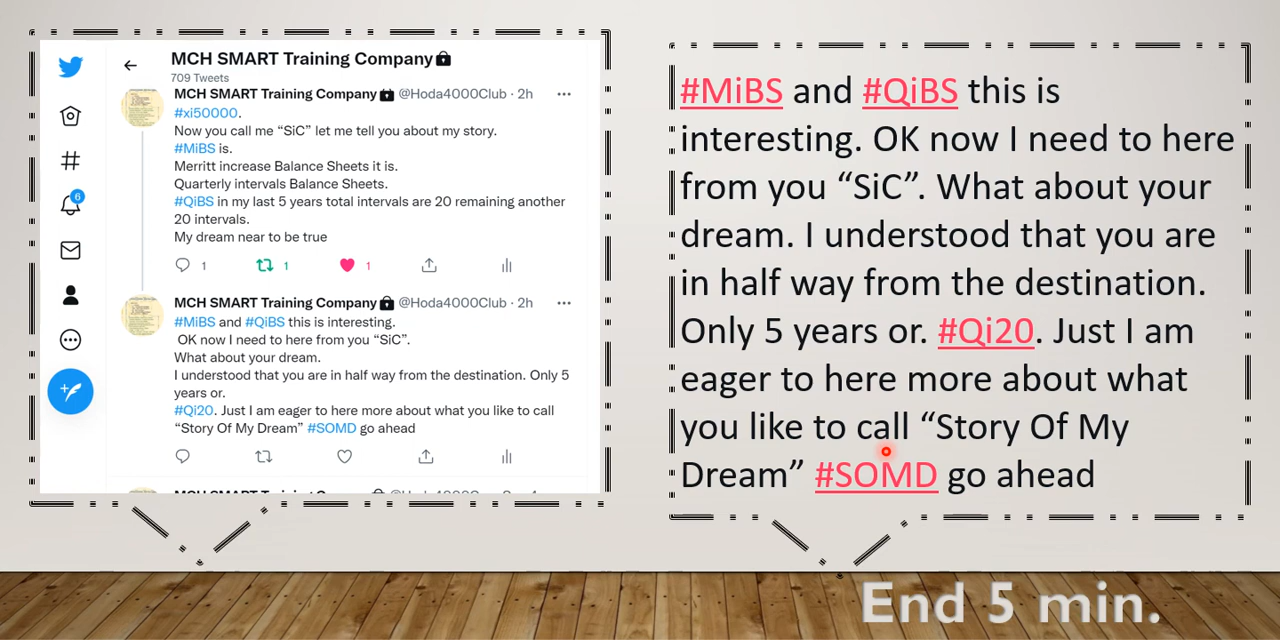 MCH SMART Training Company
709 Tweets
MCH SMART Training Company @Hoda4000Club · 2h
#xi50000.
Now you call me “SiC” let me tell you about my story.
#MiBS is.
Merritt increase Balance Sheets it is.
Quarterly intervals Balance Sheets.
#QiBS in my last 5 years total intervals are 20 remaining another
20 intervals.
My dream near to be true
1 1 1
MCH SMART Training Company @Hoda4000Club · 2h
#MiBS and #QiBS this is interesting.
OK now I need to here from you “SiC”.
What about your dream.
I understood that you are in half way from the destination. Only 5
years or.
#Qi20. Just I am eager to here more about what you like to call
“Story Of My Dream” #SOMD go ahead
6
#MiBS and #QiBS this is
interesting. OK now I need to here
from you “SiC”. What about your
dream. I understood that you are
in half way from the destination.
Only 5 years or. #Qi20. Just I am
eager to here more about what
you like to call “Story Of My
Dream” #SOMD go ahead
End 5 min.